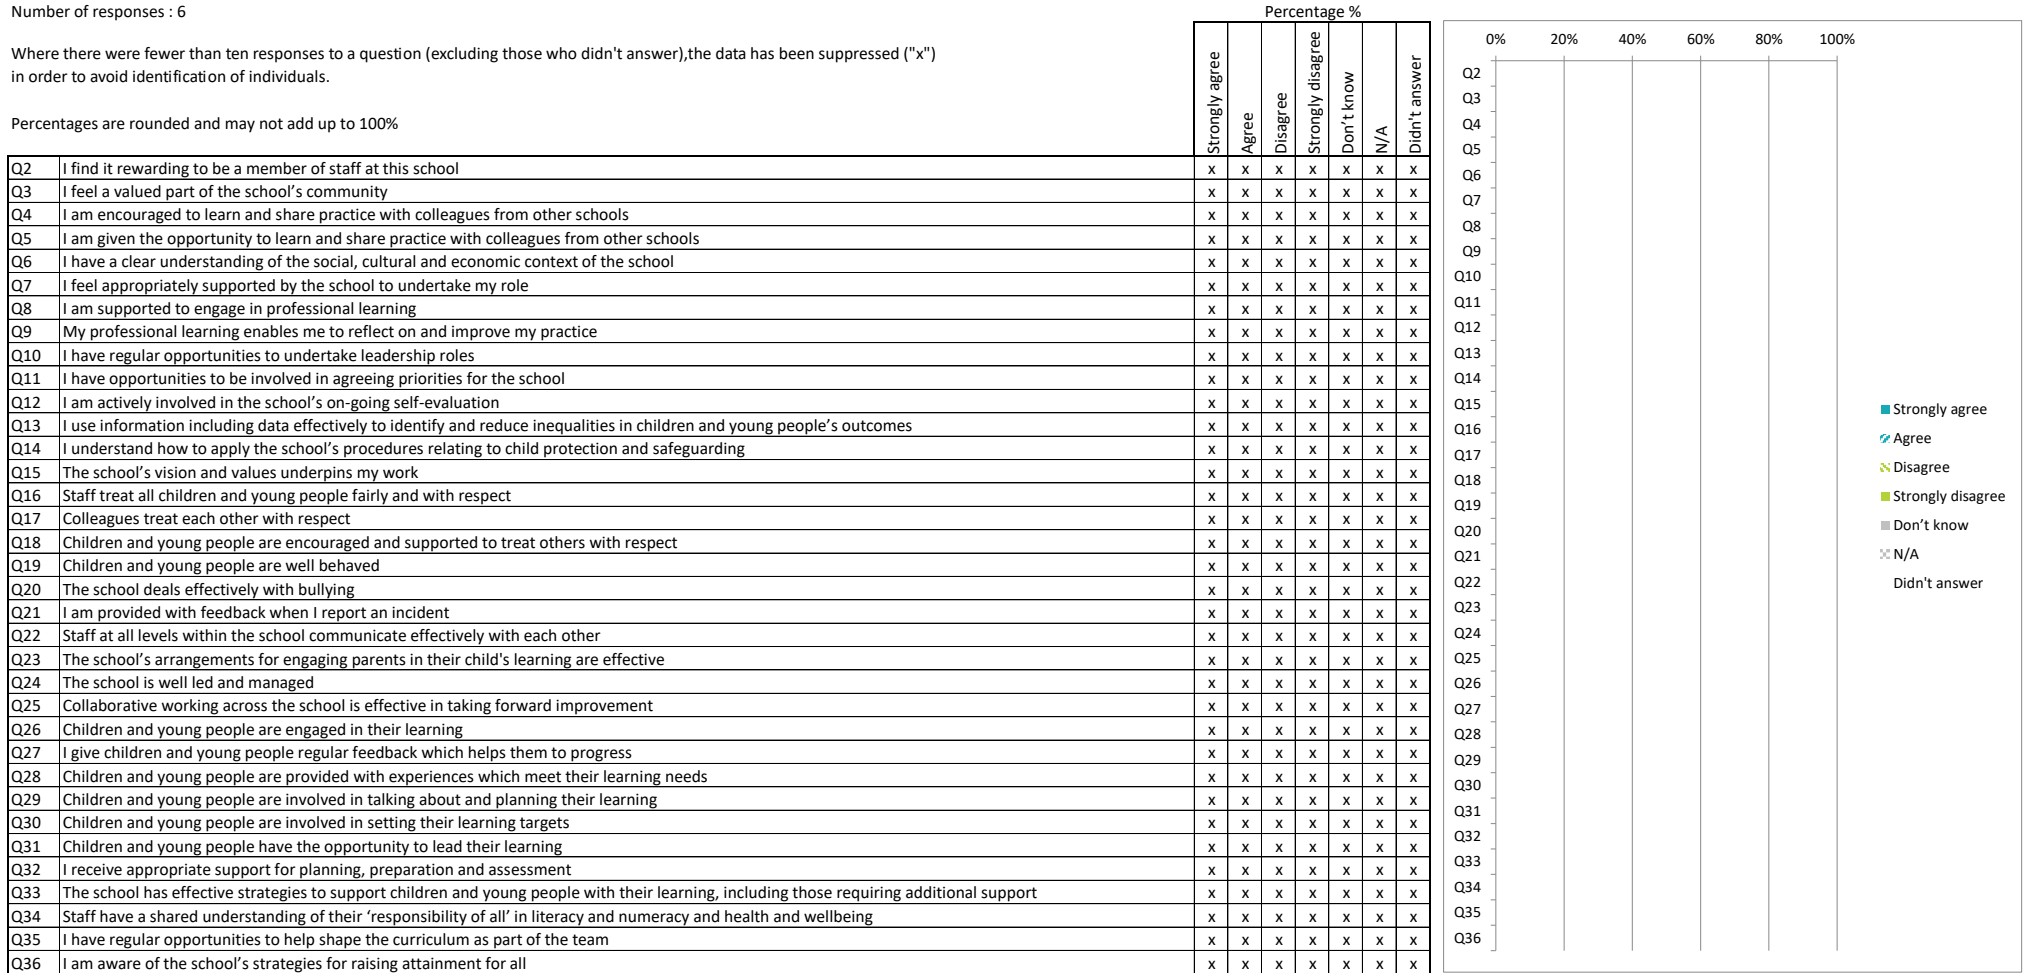 Number of responses : 6
Percentage %
Where there were fewer than ten responses to a question (excluding those who didn't answer),the data has been suppressed ("x")
in order to avoid identification of individuals.
Percentages are rounded and may not add up to 100%
Strongly agree
Agree
Disagree
Strongly disagree
Don't know
N/A
Didn't answer
Q2 I find it rewarding to be a member of staff at this school x x x x x x x
Q3 I feel a valued part of the school's community x x x x x x x
Q4 I am encouraged to learn and share practice with colleagues from other schools x x x x x x x
Q5 I am given the opportunity to learn and share practice with colleagues from other schools x x x x x x x
Q6 I have a clear understanding of the social, cultural and economic context of the school x x x x x x x
Q7 I feel appropriately supported by the school to undertake my role x x x x x x x
Q8 I am supported to engage in professional learning x x x x x x x
Q9 My professional learning enables me to reflect on and improve my practice x x x x x x x
Q10 I have regular opportunities to undertake leadership roles x x x x x x x
Q11 I have opportunities to be involved in agreeing priorities for the school x x x x x x x
Q12 I am actively involved in the school's on-going self-evaluation x x x x x x x
Q13 I use information including data effectively to identify and reduce inequalities in children and young people's outcomes x x x x x x x
Q14 I understand how to apply the school's procedures relating to child protection and safeguarding x x x x x x x
Q15 The school's vision and values underpins my work x x x x x x x
Q16 Staff treat all children and young people fairly and with respect x x x x x x x
Q17 Colleagues treat each other with respect x x x x x x x
Q18 Children and young people are encouraged and supported to treat others with respect x x x x x x x
Q19 Children and young people are well behaved x x x x x x x
Q20 The school deals effectively with bullying x x x x x x x
Q21 I am provided with feedback when I report an incident x x x x x x x
Q22 Staff at all levels within the school communicate effectively with each other x x x x x x x
Q23 The school's arrangements for engaging parents in their child's learning are effective x x x x x x x
Q24 The school is well led and managed x x x x x x x
Q25 Collaborative working across the school is effective in taking forward improvement x x x x x x x
Q26 Children and young people are engaged in their learning x x x x x x x
Q27 I give children and young people regular feedback which helps them to progress x x x x x x x
Q28 Children and young people are provided with experiences which meet their learning needs x x x x x x x
Q29 Children and young people are involved in talking about and planning their learning x x x x x x x
Q30 Children and young people are involved in setting their learning targets x x x x x x x
Q31 Children and young people have the opportunity to lead their learning x x x x x x x
Q32 I receive appropriate support for planning, preparation and assessment x x x x x x x
Q33 The school has effective strategies to support children and young people with their learning, including those requiring additional support x x x x x x x
Q34 Staff have a shared understanding of their ‘responsibility of all’ in literacy and numeracy and health and wellbeing x x x x x x x
Q35 I have regular opportunities to help shape the curriculum as part of the team x x x x x x x
Q36 I am aware of the school's strategies for raising attainment for all x x x x x x x
0% 20% 40% 60% 80% 100%
Q2
Q3
Q4
Q5
Q6
Q7
Q8
Q9
Q10
Q11
Q12
Q13
Q14
Q15
Q16
Q17
Q18
Q19
Q20
Q21
Q22
Q23
Q24
Q25
Q26
Q27
Q28
Q29
Q30
Q31
Q32
Q33
Q34
Q35
Q36
Strongly agree
Agree
Disagree
Strongly disagree
Don't know
N/A
Didn't answer